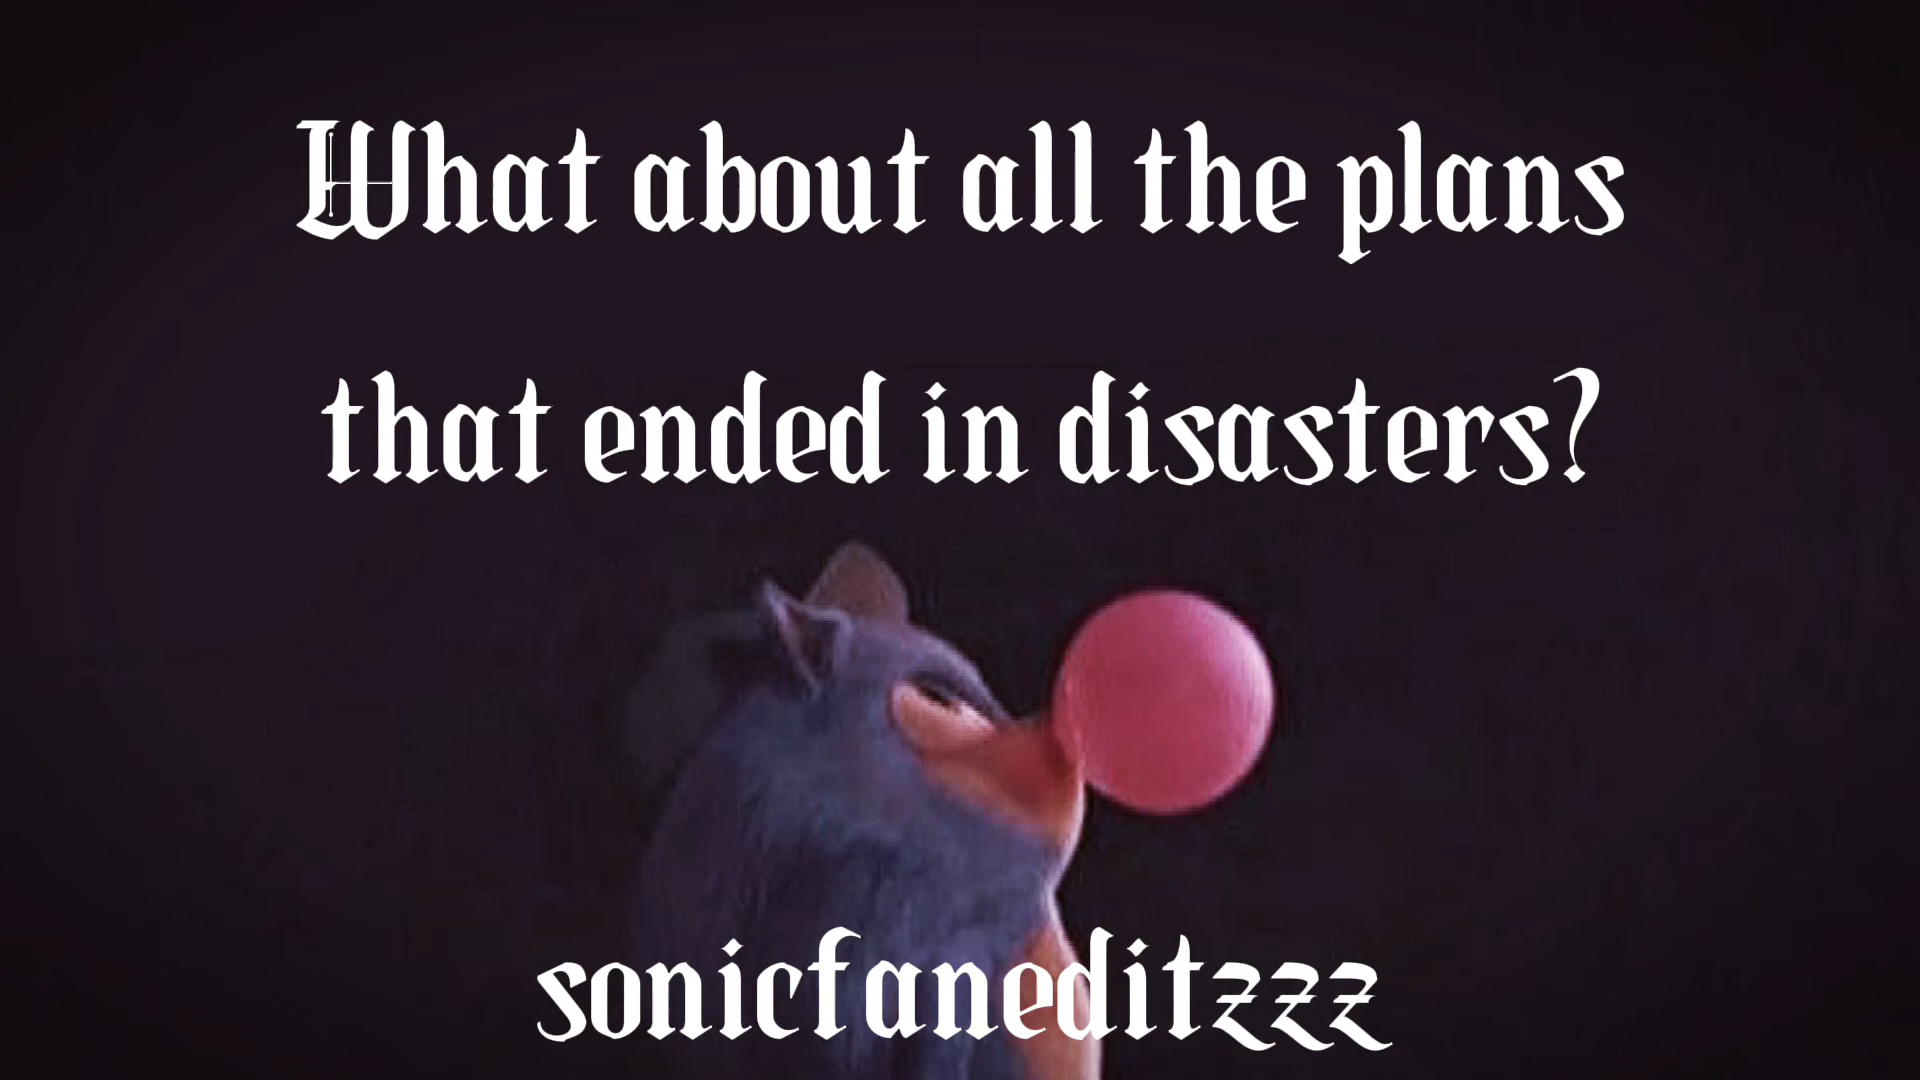 What about all the plans
that ended in disasters?
sonicfaneditzzz